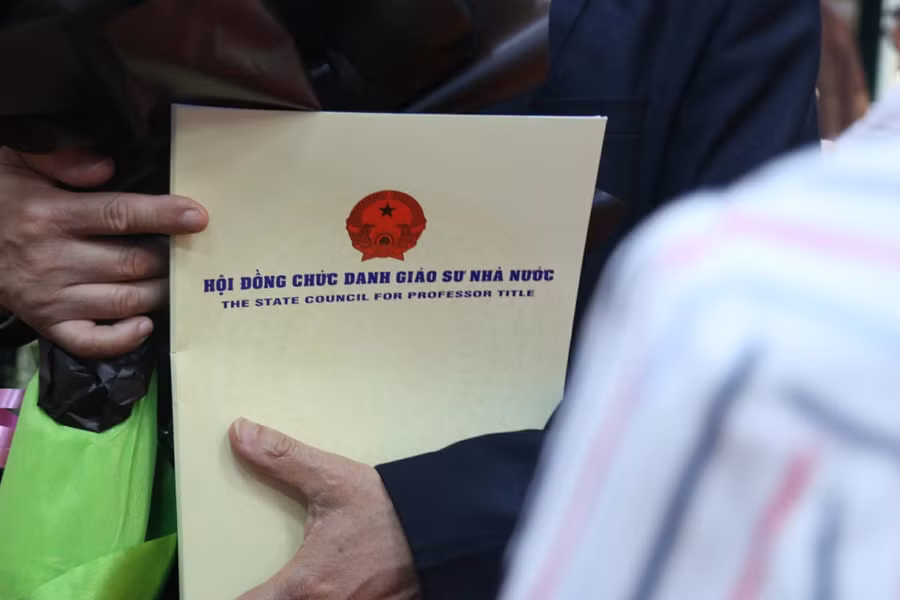 HỘI ĐỒNG CHỨC DANH GIÁO SƯ NHÀ NƯỚC
THE STATE COUNCIL FOR PROFESSOR TITLE